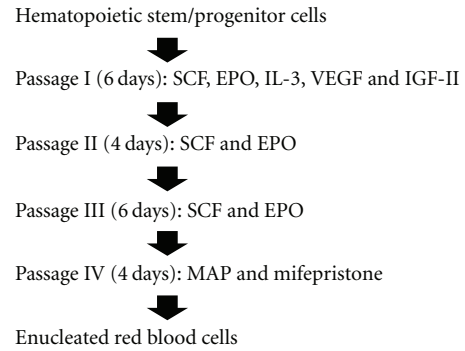 Hematopoietic stem/progenitor cells
Passage I (6 days): SCF, EPO, IL-3, VEGF and IGF-II
Passage II (4 days): SCF and EPO
Passage III (6 days): SCF and EPO
Passage IV (4 days): MAP and mifepristone
Enucleated red blood cells